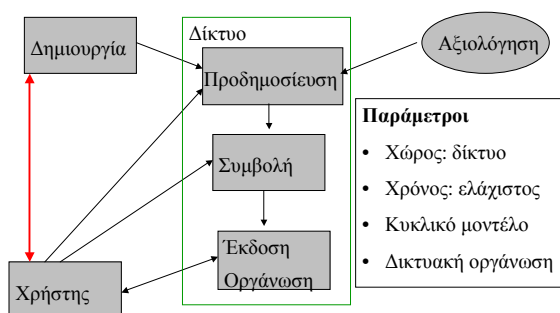 Δημιουργία
Δίκτυο
Προδημοσίευση
Αξιολόγηση
Συμβολή
Έκδοση
Οργάνωση
Χρήστης
Παράμετροι
• Χώρος: δίκτυο
• Χρόνος: ελάχιστος
• Κυκλικό μοντέλο
• Δικτυακή οργάνωση